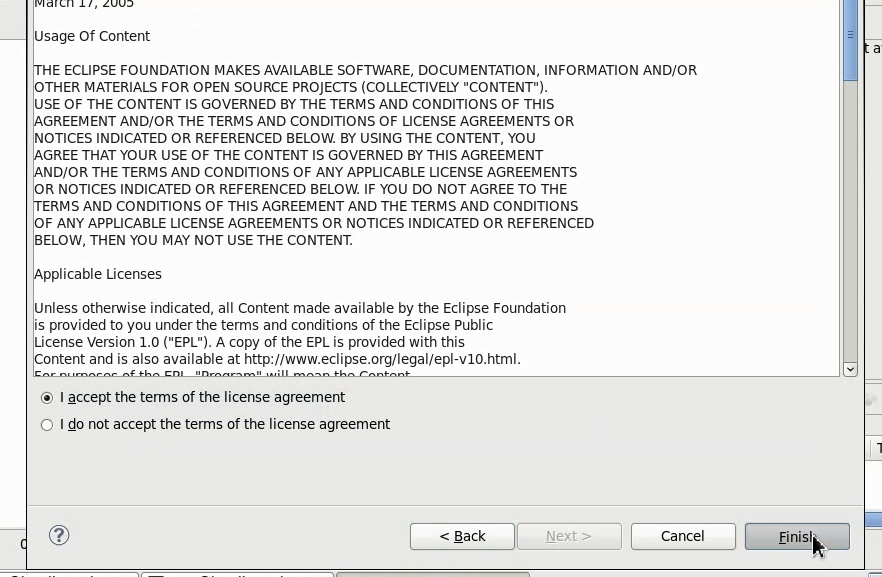 March 17, 2005
Usage Of Content
THE ECLIPSE FOUNDATION MAKES AVAILABLE SOFTWARE, DOCUMENTATION, INFORMATION AND/OR
OTHER MATERIALS FOR OPEN SOURCE PROJECTS (COLLECTIVELY "CONTENT").
USE OF THE CONTENT IS GOVERNED BY THE TERMS AND CONDITIONS OF THIS
AGREEMENT AND/OR THE TERMS AND CONDITIONS OF LICENSE AGREEMENTS OR
NOTICES INDICATED OR REFERENCED BELOW. BY USING THE CONTENT, YOU
AGREE THAT YOUR USE OF THE CONTENT IS GOVERNED BY THIS AGREEMENT
AND/OR THE TERMS AND CONDITIONS OF ANY APPLICABLE LICENSE AGREEMENTS
OR NOTICES INDICATED OR REFERENCED BELOW. IF YOU DO NOT AGREE TO THE
TERMS AND CONDITIONS OF THIS AGREEMENT AND THE TERMS AND CONDITIONS
OF ANY APPLICABLE LICENSE AGREEMENTS OR NOTICES INDICATED OR REFERENCED
BELOW, THEN YOU MAY NOT USE THE CONTENT.
Applicable Licenses
Unless otherwise indicated, all Content made available by the Eclipse Foundation
is provided to you under the terms and conditions of the Eclipse Public
License Version 1.0 ("EPL"). A copy of the EPL is provided with this
Content and is also available at http://www.eclipse.org/legal/epl-v10.html.
For purposes of the EPL, "Program" will mean the Content.
I accept the terms of the license agreement
I do not accept the terms of the license agreement
< Back Next > Cancel Finish